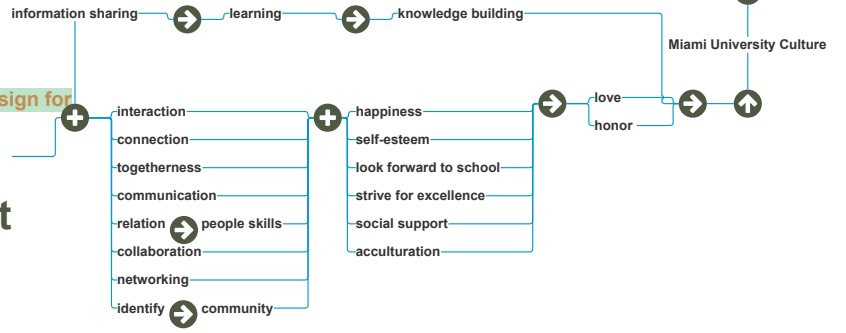 information sharing learning knowledge building
Miami University Culture
sign for
interaction happiness love
connection self-esteem honor
togetherness look forward to school
communication strive for excellence
relation people skills social support
collaboration acculturation
networking
identify community
t